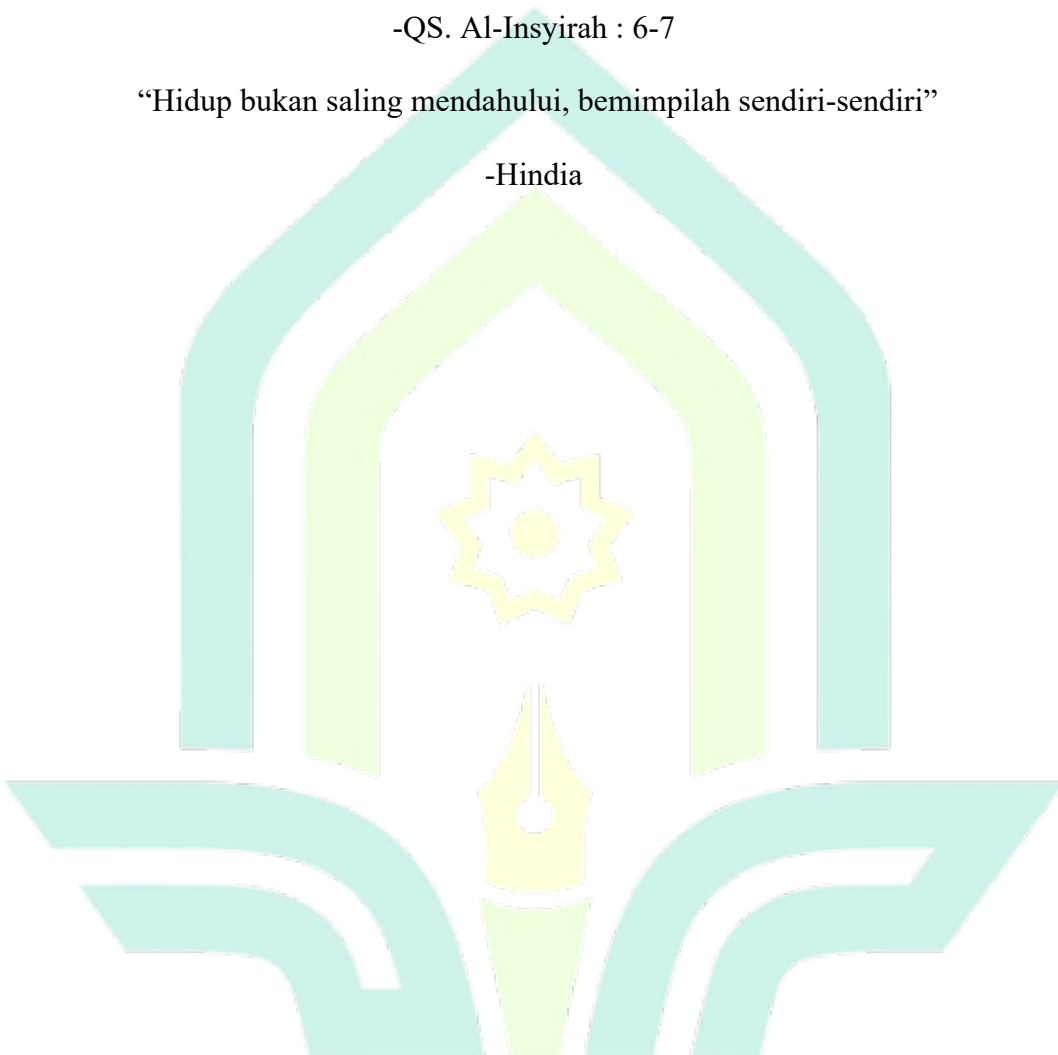 -QS. Al-Insyirah : 6-7
“Hidup bukan saling mendahului, bemimpilah sendiri-sendiri”
-Hindia